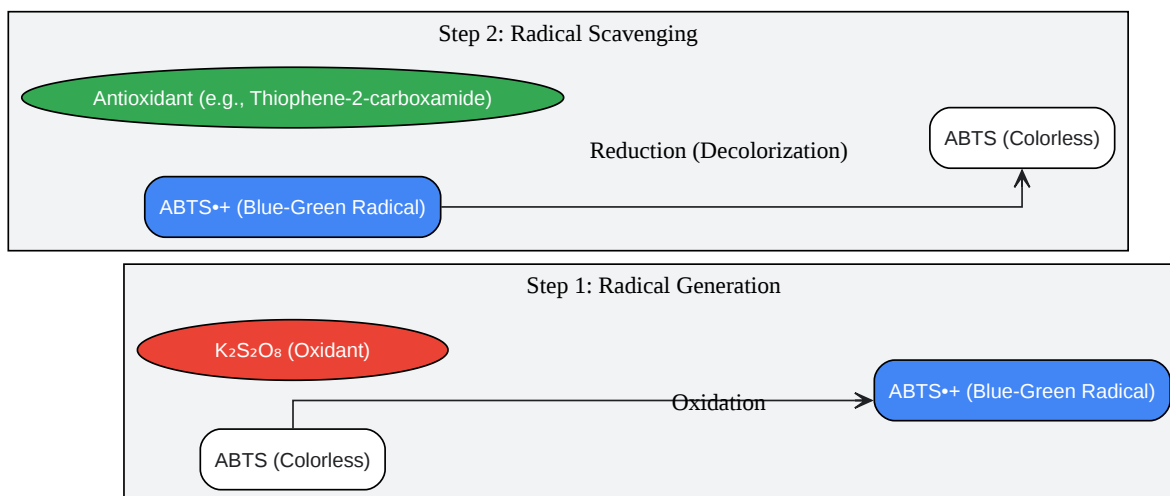 Step 2: Radical Scavenging
Antioxidant (e.g., Thiophene-2-carboxamide)
Reduction (Decolorization)
ABTS (Colorless)
ABTS•+ (Blue-Green Radical)
Step 1: Radical Generation
K₂S₂O₈ (Oxidant)
Oxidation
ABTS•+ (Blue-Green Radical)
ABTS (Colorless)